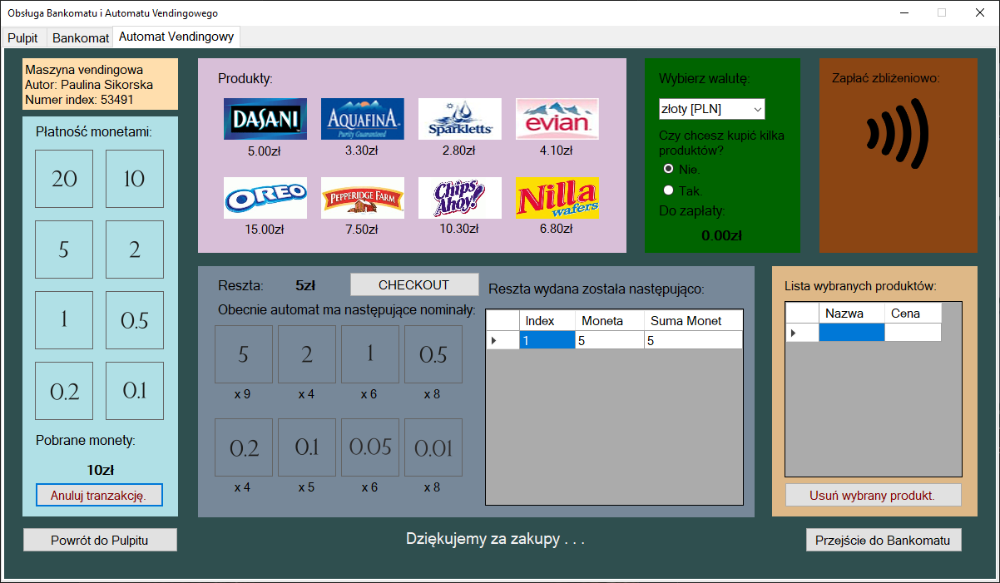 Obsługa Bankomatu i Automatu Vendingowego
Pulpit
Bankomat
Automat Vendingowy
Maszyna vendingowa
Autor: Paulina Sikorska
Numer index: 53491
Płatność monetami:
20
10
5
2
1
0.5
0.2
0.1
Pobrane monety:
10zł
Anuluj tranzakcję.
Powrót do Pulpitu
Produkty:
DASANI
AQUAFINA
Purity Guaranteed
Sparkletts
evian
5.00zł
3.30zł
2.80zł
4.10zł
OREO
PEPPERIDGE FARM
Chips Ahoy!
Nilla
wafers
15.00zł
7.50zł
10.30zł
6.80zł
Wybierz walutę:
złoty [PLN]
Czy chcesz kupić kilka
produktów?
Nie.
Tak.
Do zapłaty:
0.00zł
Zapłać zbliżeniowo:
Reszta:
5zł
CHECKOUT
Obecnie automat ma następujące nominały:
5
2
1
0.5
x 9
x 4
x 6
x 8
0.2
0.1
0.05
0.01
x 4
x 5
x 6
x 8
Reszta wydana została następująco:
Index
Moneta
Suma Monet
1
5
5
Lista wybranych produktów:
Nazwa
Cena
Usuń wybrany produkt.
Dziękujemy za zakupy . . .
Przejście do Bankomatu